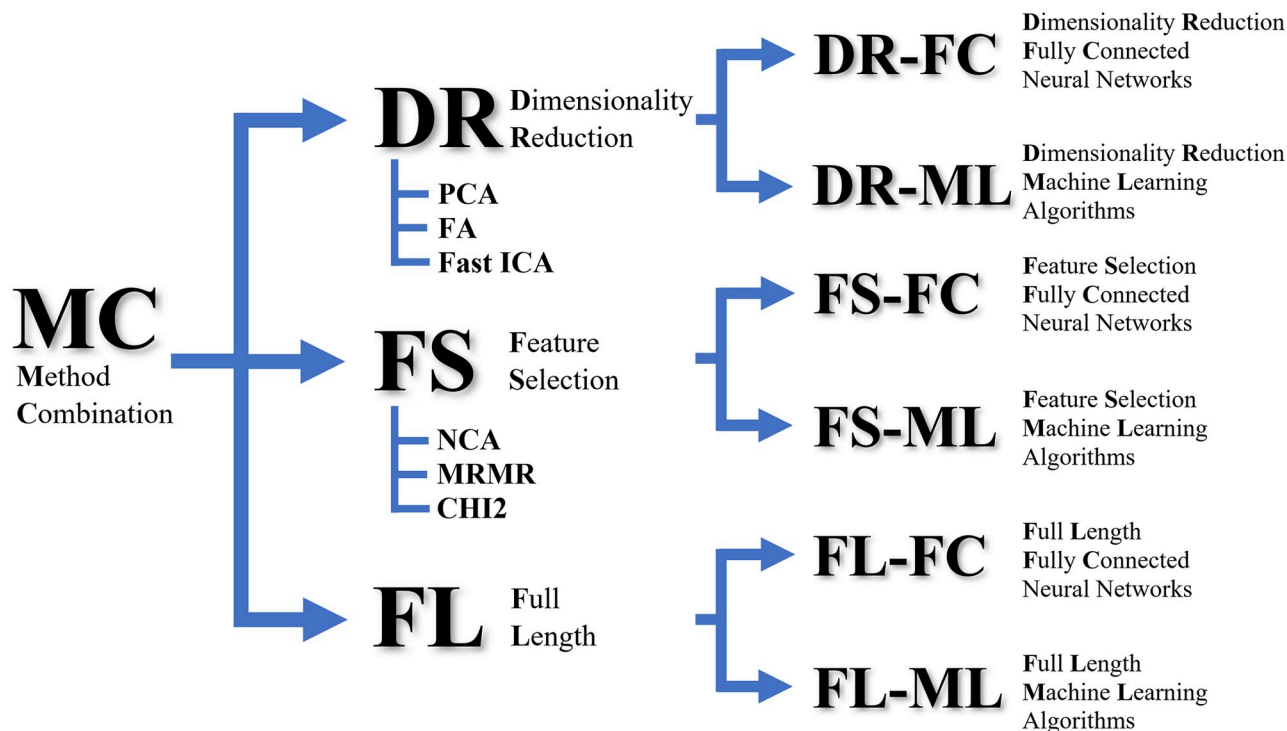 MC
Method
Combination
DR
Dimensionality
Reduction
PCA
FA
Fast ICA
FS
Feature
Selection
NCA
MRMR
CHI2
FL
Full
Length
DR-FC
Dimensionality Reduction
Fully Connected
Neural Networks
DR-ML
Dimensionality Reduction
Machine Learning
Algorithms
FS-FC
Feature Selection
Fully Connected
Neural Networks
FS-ML
Feature Selection
Machine Learning
Algorithms
FL-FC
Full Length
Fully Connected
Neural Networks
FL-ML
Full Length
Machine Learning
Algorithms